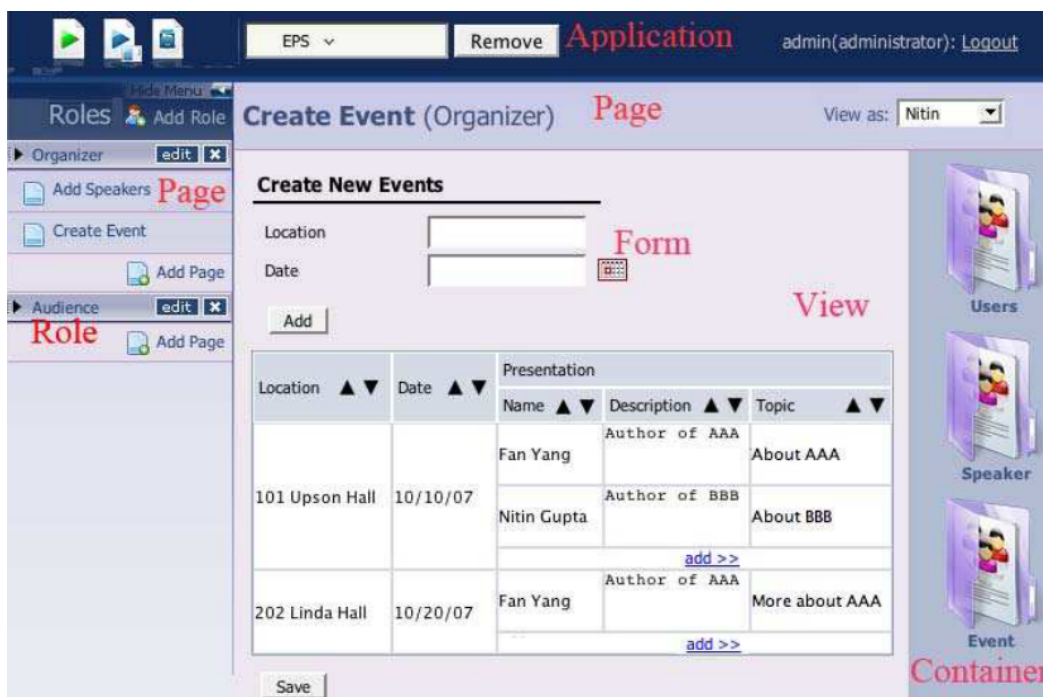 EPS
Remove
Application
admin(administrator): Logout
Hide Menu
Roles
Add Role
Create Event (Organizer)
Page
View as:
Nitin
Organizer
edit
Add Speakers
Page
Create Event
Add Page
Audience
edit
Role
Add Page
Create New Events
Location
Form
Date
View
Add
Location
Date
Presentation
Name
Description
Topic
101 Upson Hall
10/10/07
Fan Yang
Author of AAA
About AAA
Nitin Gupta
Author of BBB
About BBB
add >>
202 Linda Hall
10/20/07
Fan Yang
Author of AAA
More about AAA
add >>
Save
Users
Speaker
Event
Container